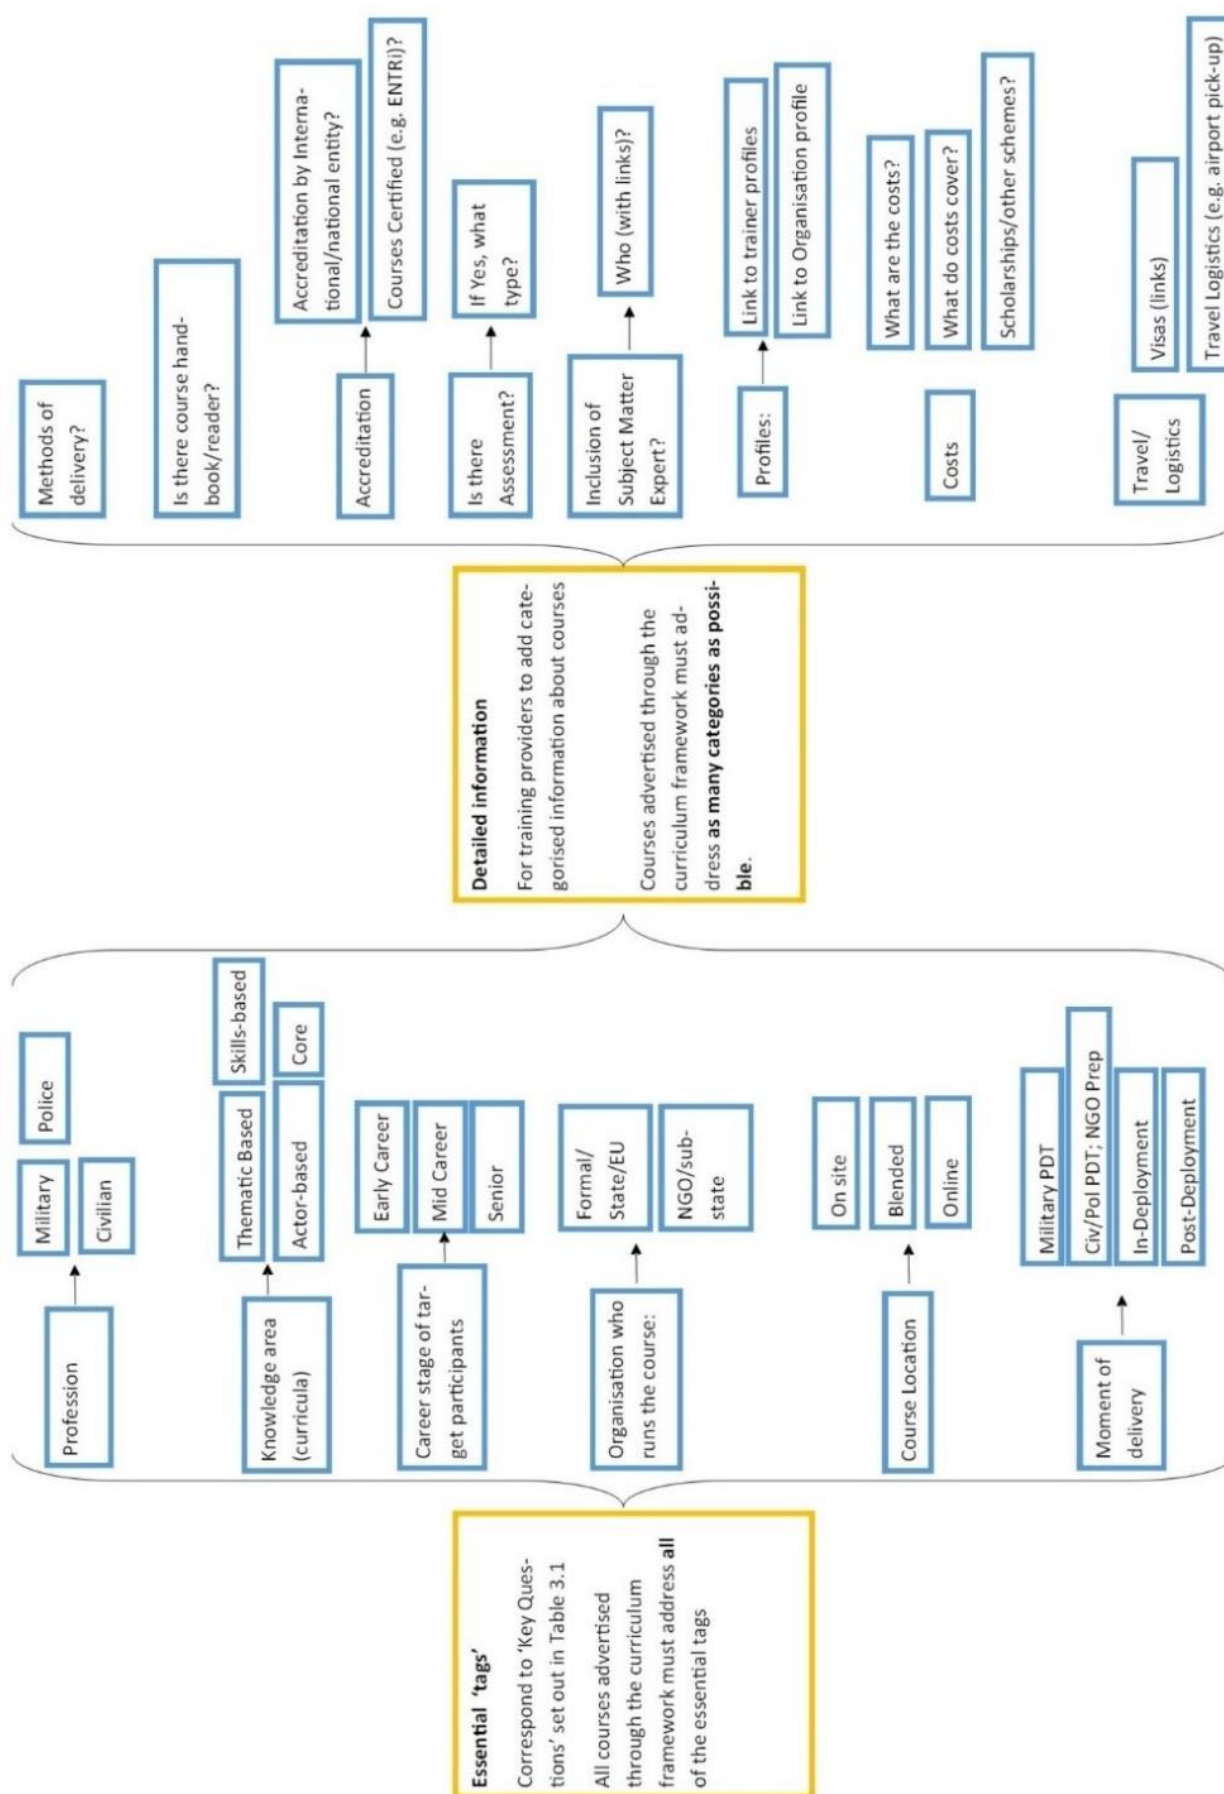 Essential 'tags'
Correspond to 'Key Ques-
tions' set out in Table 3.1
All courses advertised
through the curriculum
framework must address all
of the essential tags
Profession
Military
Police
Civilian
Knowledge area
(curricula)
Thematic Based
Skills-based
Actor-based
Core
Career stage of tar-
get participants
Early Career
Mid Career
Senior
Organisation who
runs the course:
Formal/
State/EU
NGO/sub-
state
Course Location
On site
Blended
Online
Moment of
delivery
Military PDT
Civ/Pol PDT; NGO Prep
In-Deployment
Post-Deployment
Detailed information
For training providers to add cate-
gorised information about courses
Courses advertised through the
curriculum framework must ad-
dress as many categories as possi-
ble.
Methods of
delivery?
Is there course hand-
book/reader?
Accreditation
Accreditation by Interna-
tional/national entity?
Courses Certified (e.g. ENTRi)?
Is there
Assessment?
If Yes, what
type?
Inclusion of
Subject Matter
Expert?
Who (with links)?
Profiles:
Link to trainer profiles
Link to Organisation profile
Costs
What are the costs?
What do costs cover?
Scholarships/other schemes?
Travel/
Logistics
Visas (links)
Travel Logistics (e.g. airport pick-up)